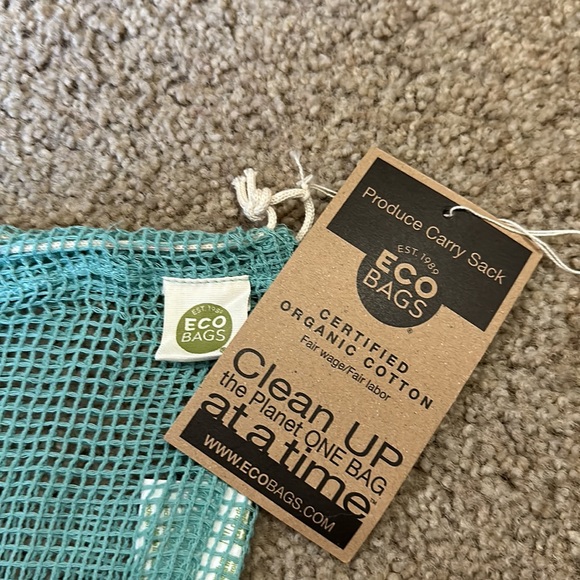 Produce Carry Sack
EST. 1989
ECO
BAGS
CERTIFIED
ORGANIC COTTON
Fair wage/Fair labor
Clean UP
the Planet ONE BAG
at a time™
WWW.ECOBAGS.COM
EST. 1989
ECO
BAGS